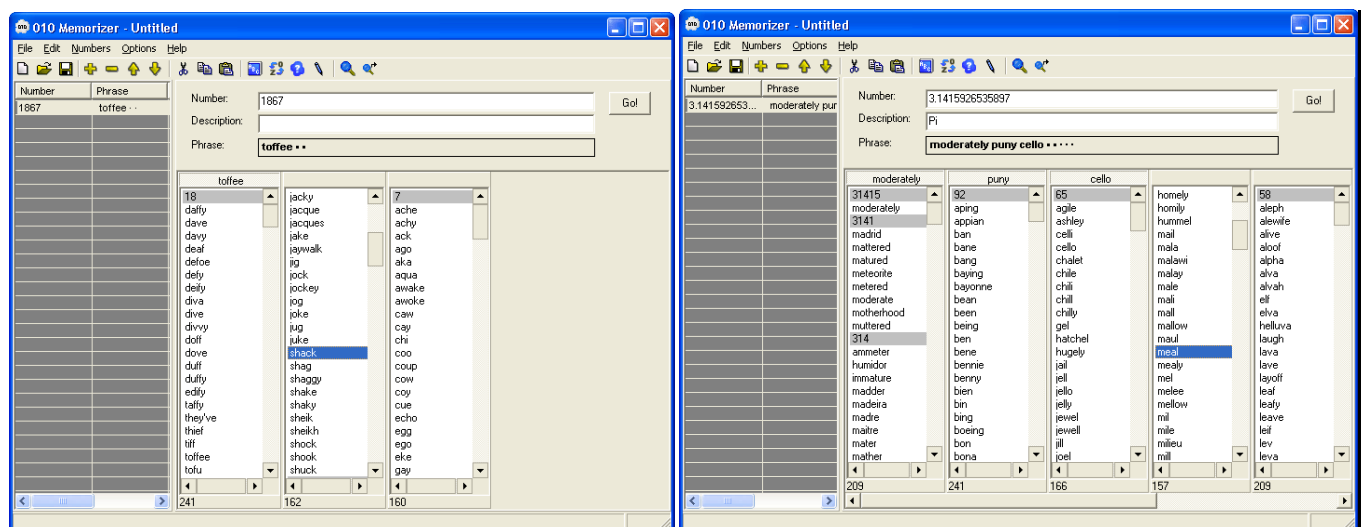 010 Memorizer - Untitled
File Edit Numbers Options Help
Number Phrase
1867 toffee · ·
Number: 1867
Go!
Description:
Phrase: toffee • •
toffee
18
daffy
dave
davy
deaf
defoe
defy
deify
diva
dive
divvy
doff
dove
duff
duffy
edify
taffy
they've
thief
tiff
toffee
tofu
241
jacky
jacque
jacques
jake
jaywalk
jig
jock
jockey
jog
joke
jug
juke
shack
shag
shaggy
shake
shaky
sheik
sheikh
shock
shook
shuck
162
7
ache
achy
ack
ago
aka
aqua
awake
awoke
caw
cay
chi
coo
coup
cow
coy
cue
echo
egg
ego
eke
gay
160
010 Memorizer - Untitled
File Edit Numbers Options Help
Number Phrase
3.141592653... moderately pur
Number: 3.1415926535897
Go!
Description: Pi
Phrase: moderately puny cello • • • • •
moderately
31415
moderately
3141
madrid
mattered
matured
meteorite
metered
moderate
motherhood
muttered
314
ammeter
humidor
immature
madder
madeira
madre
maitre
mater
mather
209
puny
92
aping
appian
ban
bane
bang
baying
bayonne
bean
been
being
ben
bene
bennie
benny
bien
bin
bing
boeing
bon
bona
241
cello
65
agile
ashley
celli
cello
chalet
chile
chili
chill
chilly
gel
hatchel
hugely
jail
jell
jello
jelly
jewel
jewell
jill
joel
166
homely
homily
hummel
mail
mala
malawi
malay
male
mali
mall
mallow
maul
meal
mealy
mel
melee
mellow
mil
mile
milieu
mill
157
58
aleph
alewife
alive
aloof
alpha
alva
alvah
elf
elva
helluva
laugh
lava
lave
layoff
leaf
leafy
leave
leif
lev
leva
209